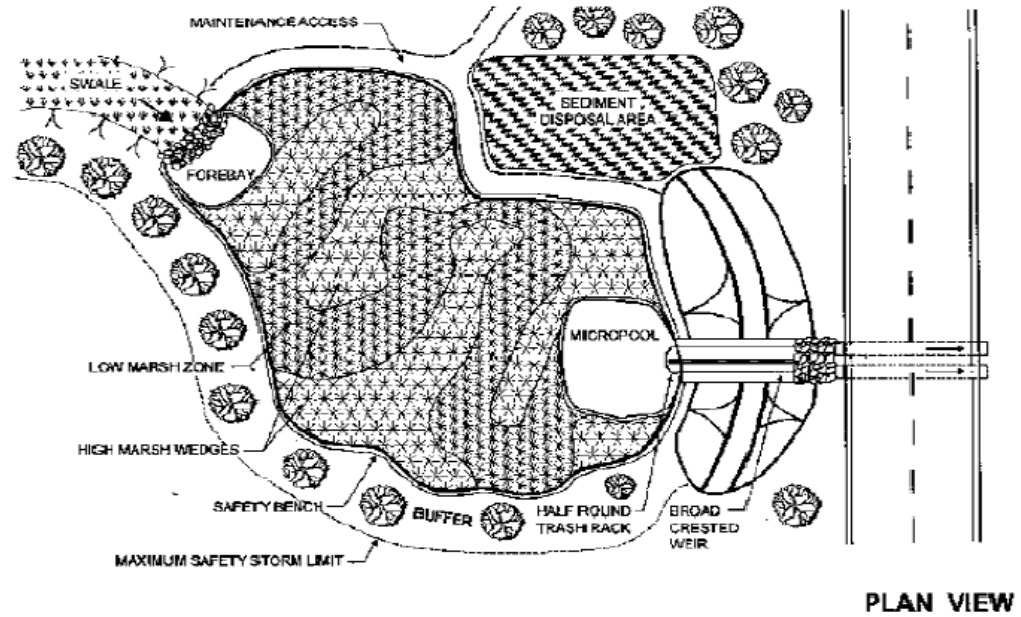 MAINTENANCE ACCESS
SWALE
SEDIMENT
DISPOSAL AREA
FOREBAY
MICROPOOL
LOW MARSH ZONE
HIGH MARSH WEDGES
SAFETY BENCH
BUFFER
HALF ROUND
TRASH RACK
BROAD
CRESTED
WEIR
MAXIMUM SAFETY STORM LIMIT
PLAN VIEW